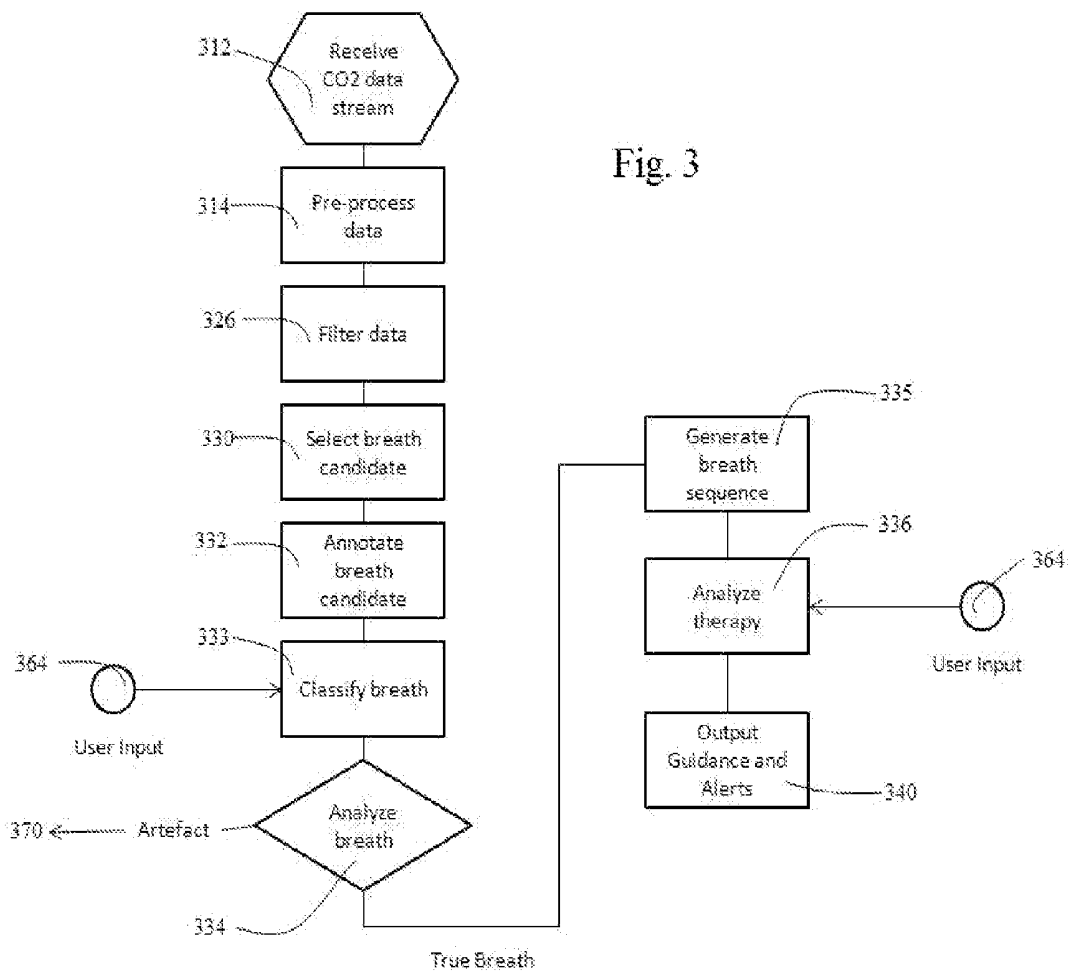 312
Receive
CO2 data
stream
Fig. 3
314
Pre-process
data
326
Filter data
330
Select breath
candidate
332
Annotate
breath
candidate
333
Classify breath
364
User Input
Analyze
breath
334
370
Artefact
True Breath
335
Generate
breath
sequence
336
Analyze
therapy
364
User Input
Output
Guidance and
Alerts
340